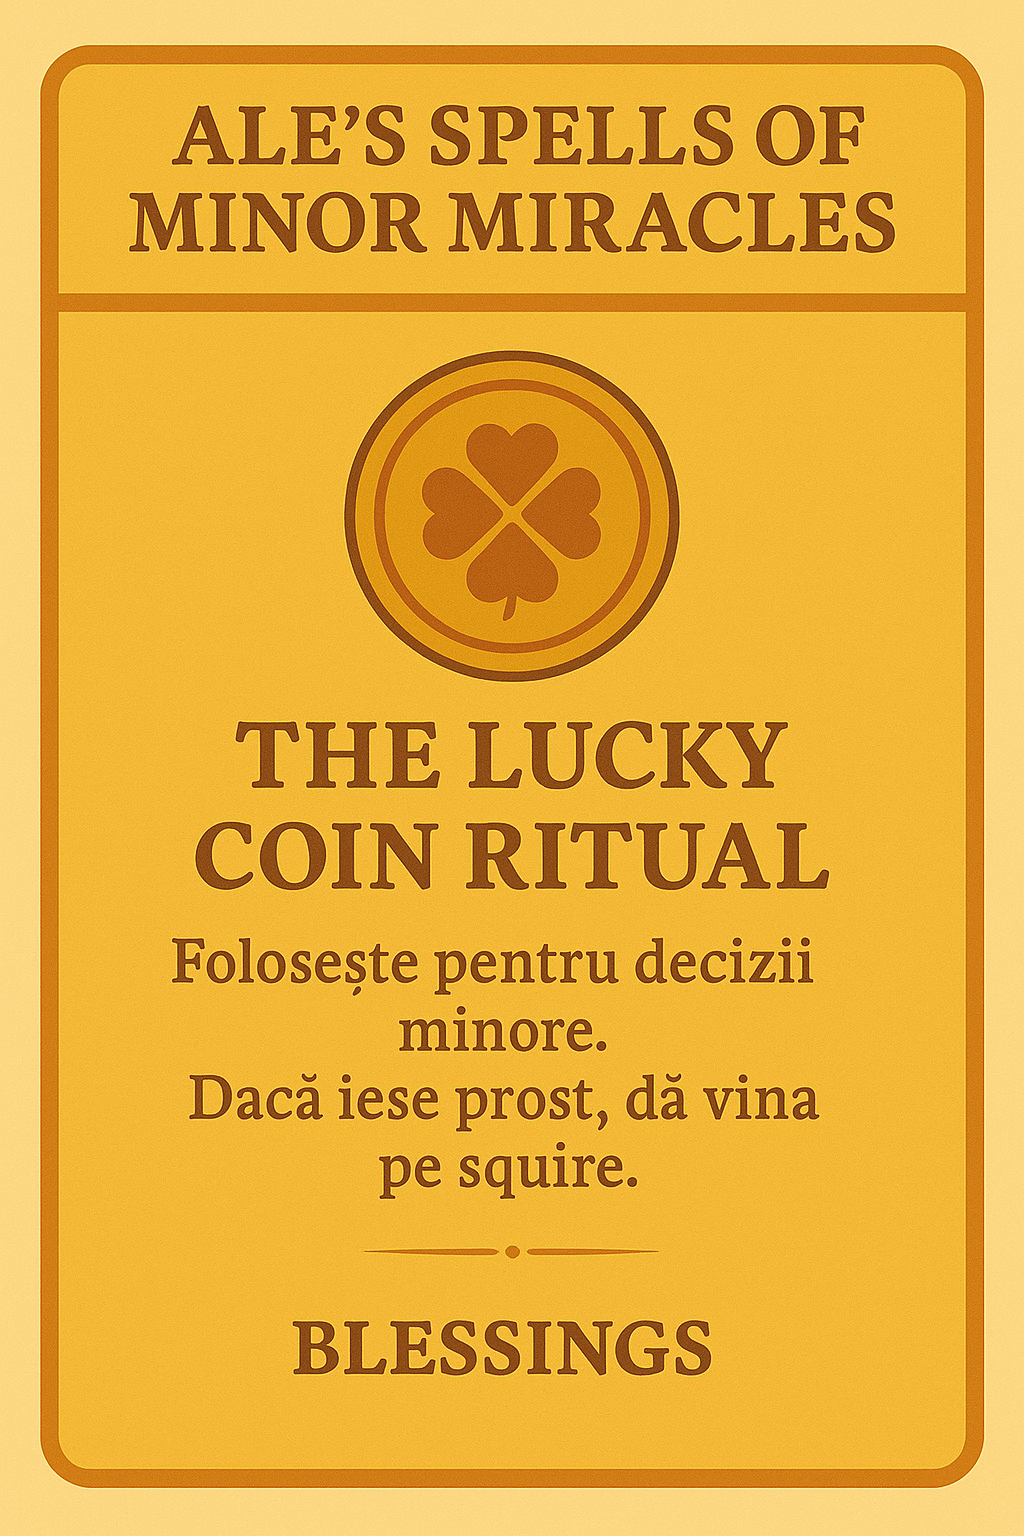 ALE’S SPELLS OF
MINOR MIRACLES
THE LUCKY
COIN RITUAL
Folosește pentru decizii
minore.
Dacă iese prost, dă vina
pe squire.
BLESSINGS